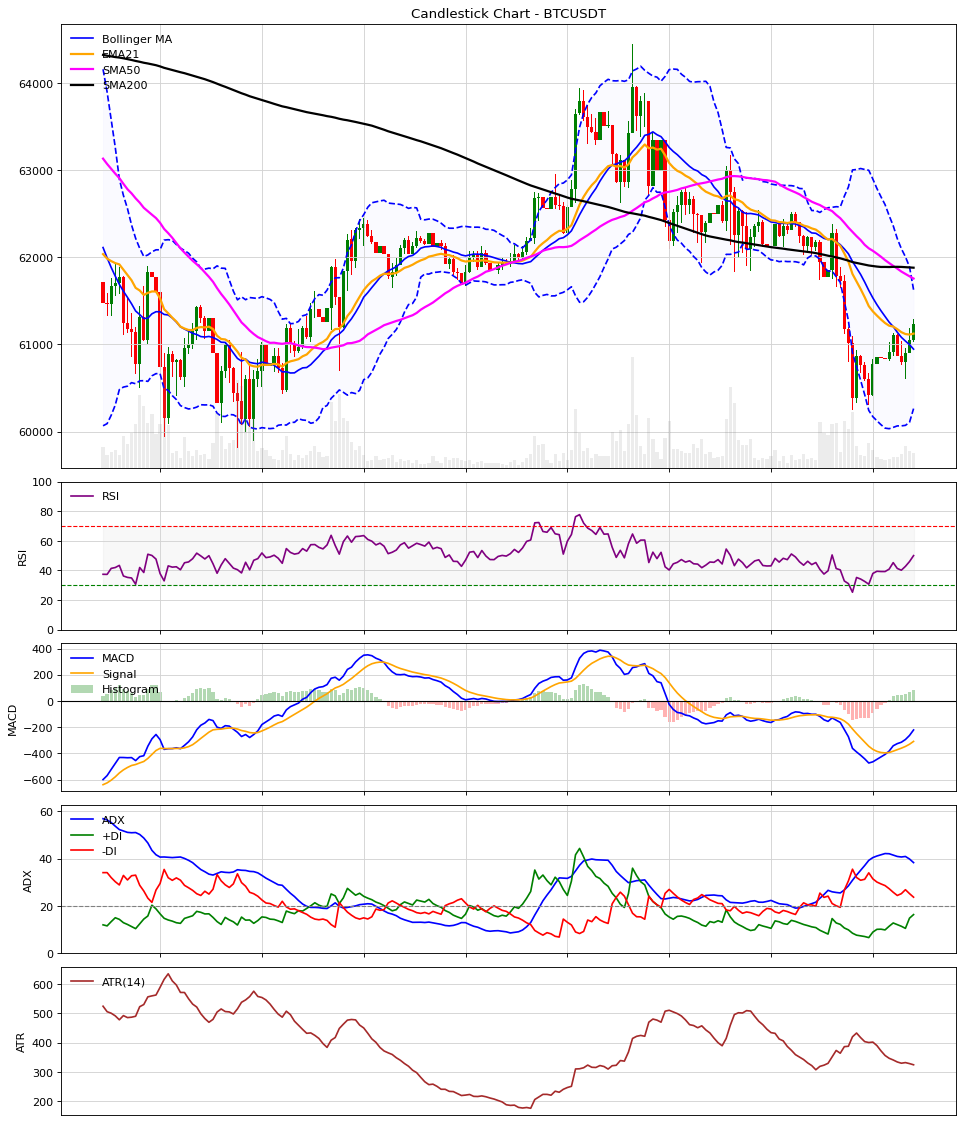 Candlestick Chart - BTCUSDT
Bollinger MA
EMA21
SMA50
SMA200
64000
63000
62000
61000
60000
RSI
100
80
60
40
20
0
RSI
MACD
Signal
Histogram
400
200
0
−200
−400
−600
MACD
ADX
+DI
-DI
60
40
20
0
ADX
ATR(14)
600
500
400
300
200
ATR